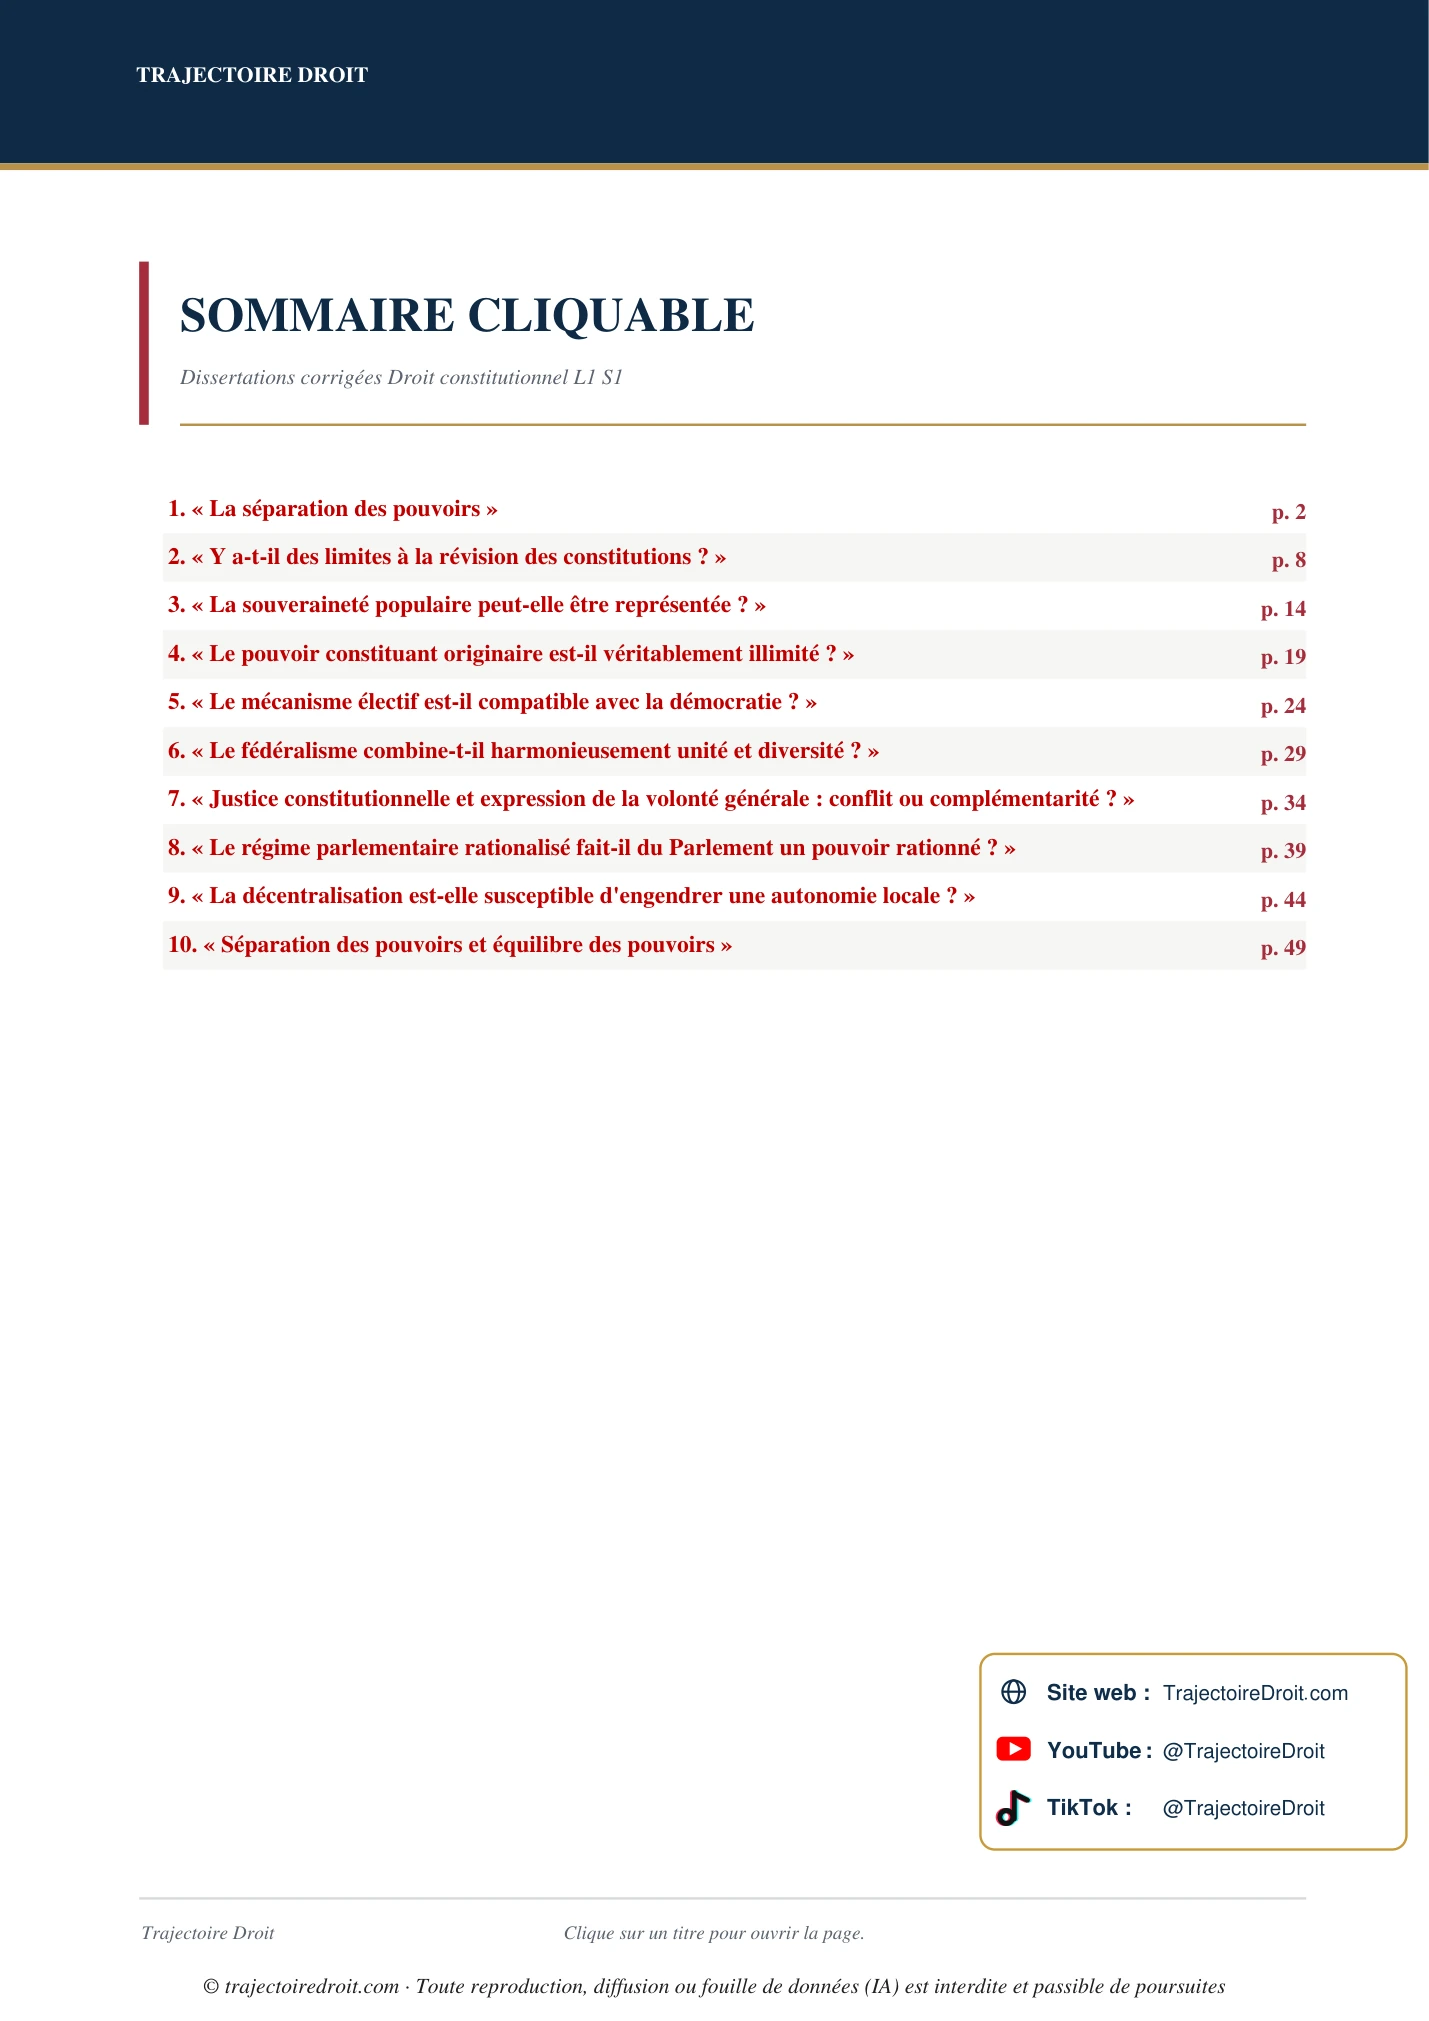 TRAJECTOIRE DROIT
SOMMAIRE CLIQUABLE
Dissertations corrigées Droit constitutionnel L1 S1
1. « La séparation des pouvoirs » p. 2
2. « Y a-t-il des limites à la révision des constitutions ? » p. 8
3. « La souveraineté populaire peut-elle être représentée ? » p. 14
4. « Le pouvoir constituant originaire est-il véritablement illimité ? » p. 19
5. « Le mécanisme électif est-il compatible avec la démocratie ? » p. 24
6. « Le fédéralisme combine-t-il harmonieusement unité et diversité ? » p. 29
7. « Justice constitutionnelle et expression de la volonté générale : conflit ou complémentarité ? » p. 34
8. « Le régime parlementaire rationalisé fait-il du Parlement un pouvoir rationné ? » p. 39
9. « La décentralisation est-elle susceptible d'engendrer une autonomie locale ? » p. 44
10. « Séparation des pouvoirs et équilibre des pouvoirs » p. 49
Site web : TrajectoireDroit.com
YouTube : @TrajectoireDroit
TikTok : @TrajectoireDroit
Trajectoire Droit Clique sur un titre pour ouvrir la page.
© trajectoiredroit.com · Toute reproduction, diffusion ou fouille de données (IA) est interdite et passible de poursuites